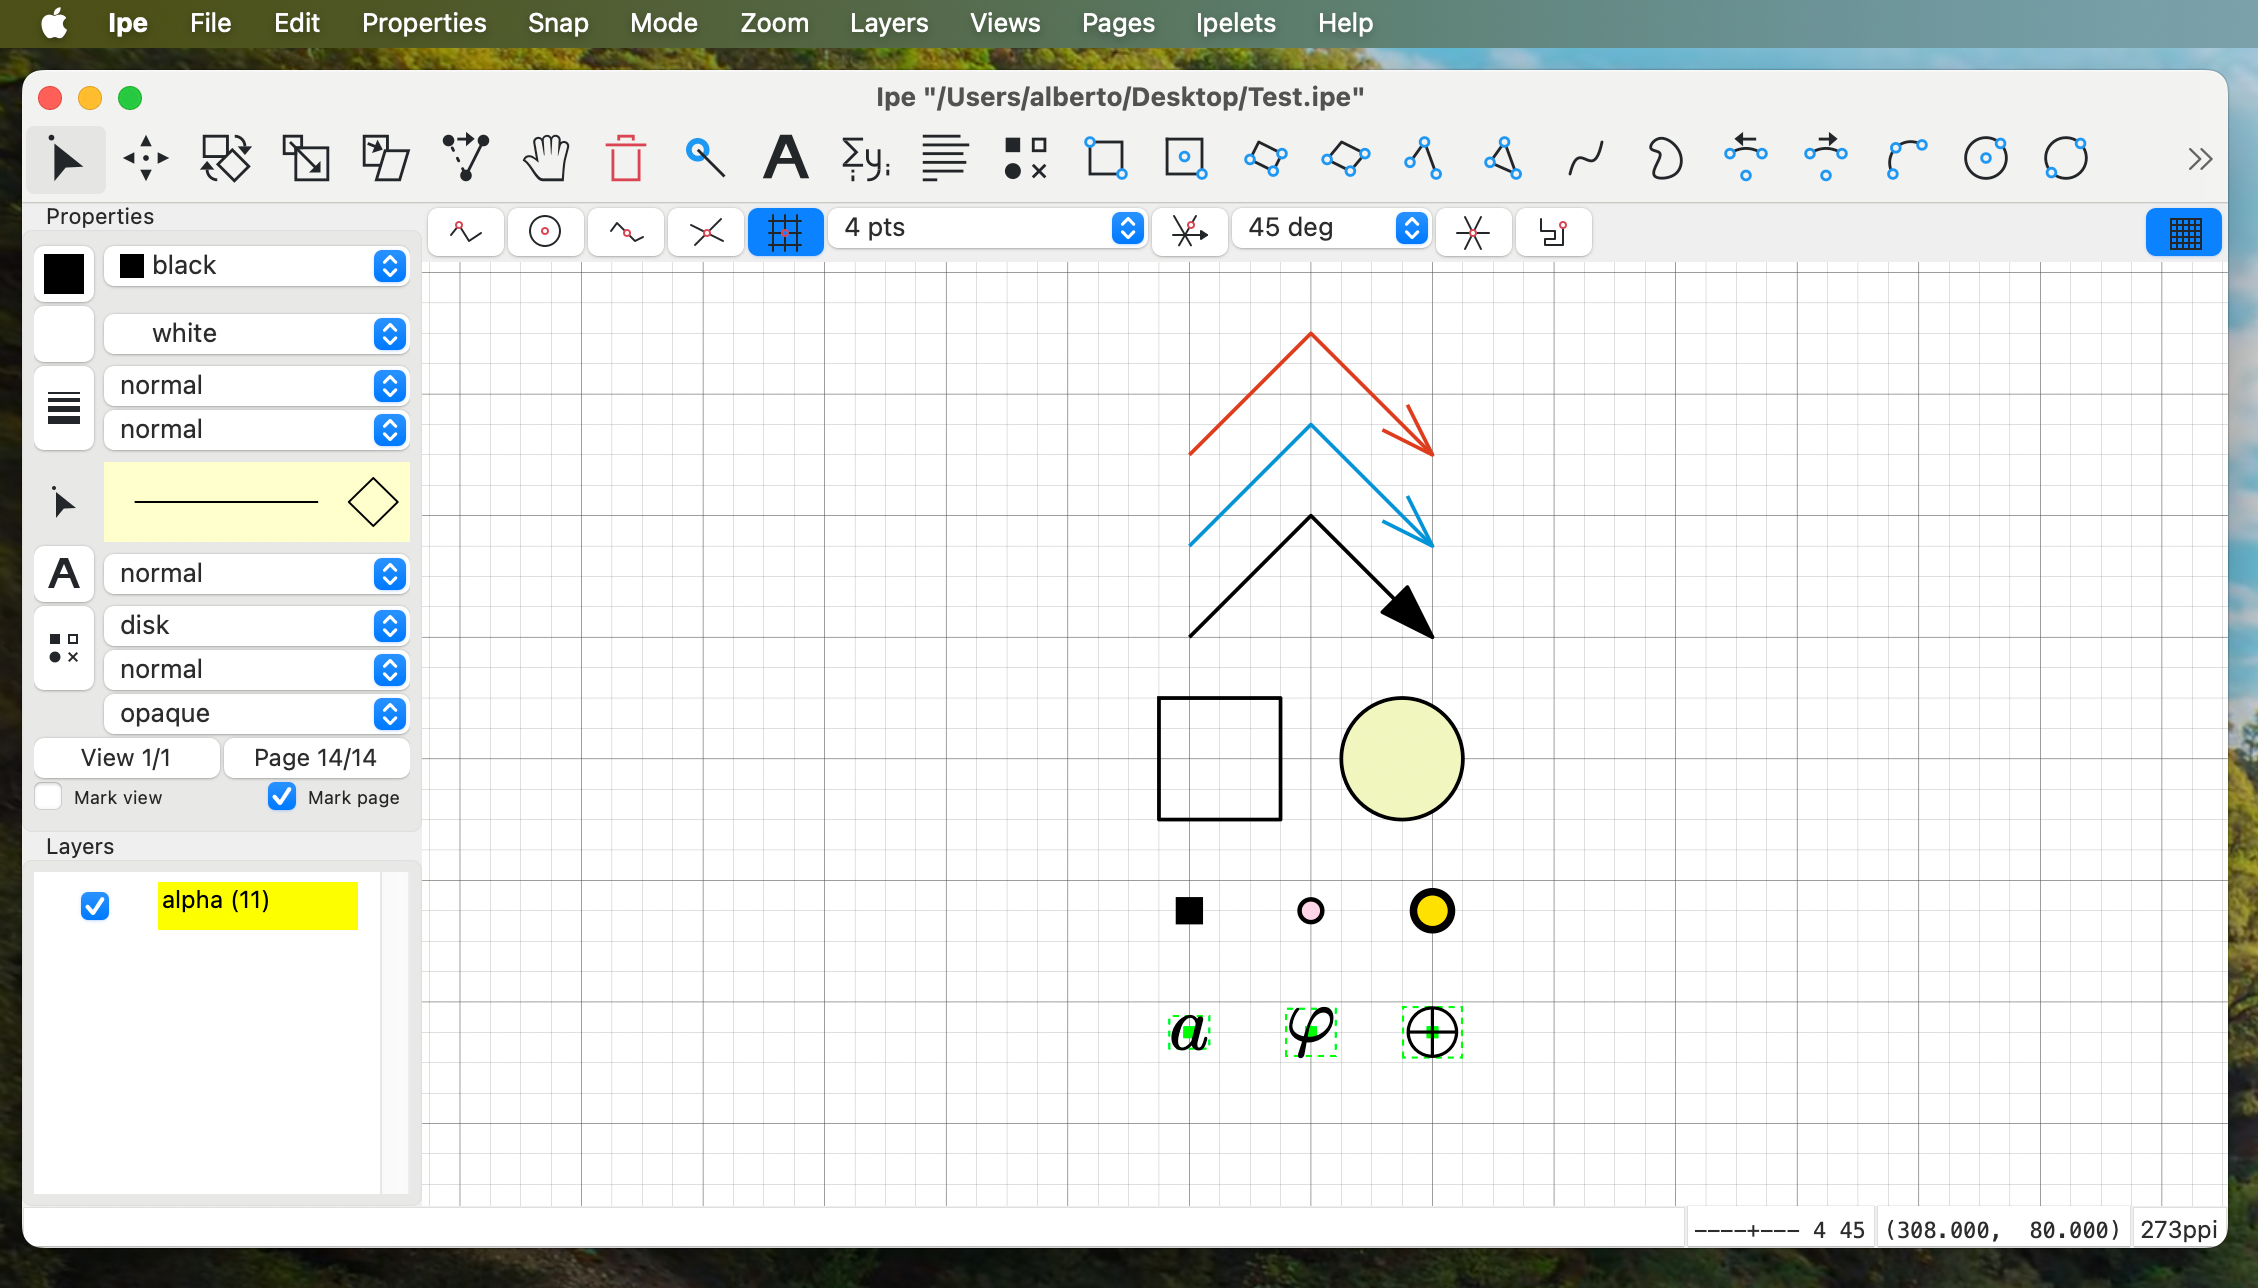 Ipe File Edit Properties Snap Mode Zoom Layers Views Pages Ipelets Help
Ipe "/Users/alberto/Desktop/Test.ipe"
Properties
4 pts 45 deg
black
white
normal
normal
normal
disk
normal
opaque
View 1/1 Page 14/14
Mark view Mark page
Layers
alpha (11)
a φ ⊕
----+--- 4 45 (308.000, 80.000) 273ppi